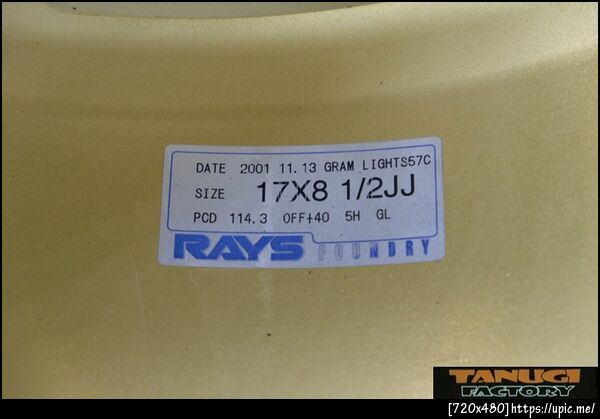 DATE 2001 11.13 GRAM LIGHTS57C
SIZE 17X8 1/2JJ
PCD 114.3 OFF+40 5H GL
RAYS FOUNDRY
TANUGI
FACTORY
[720x480]https://upic.me/